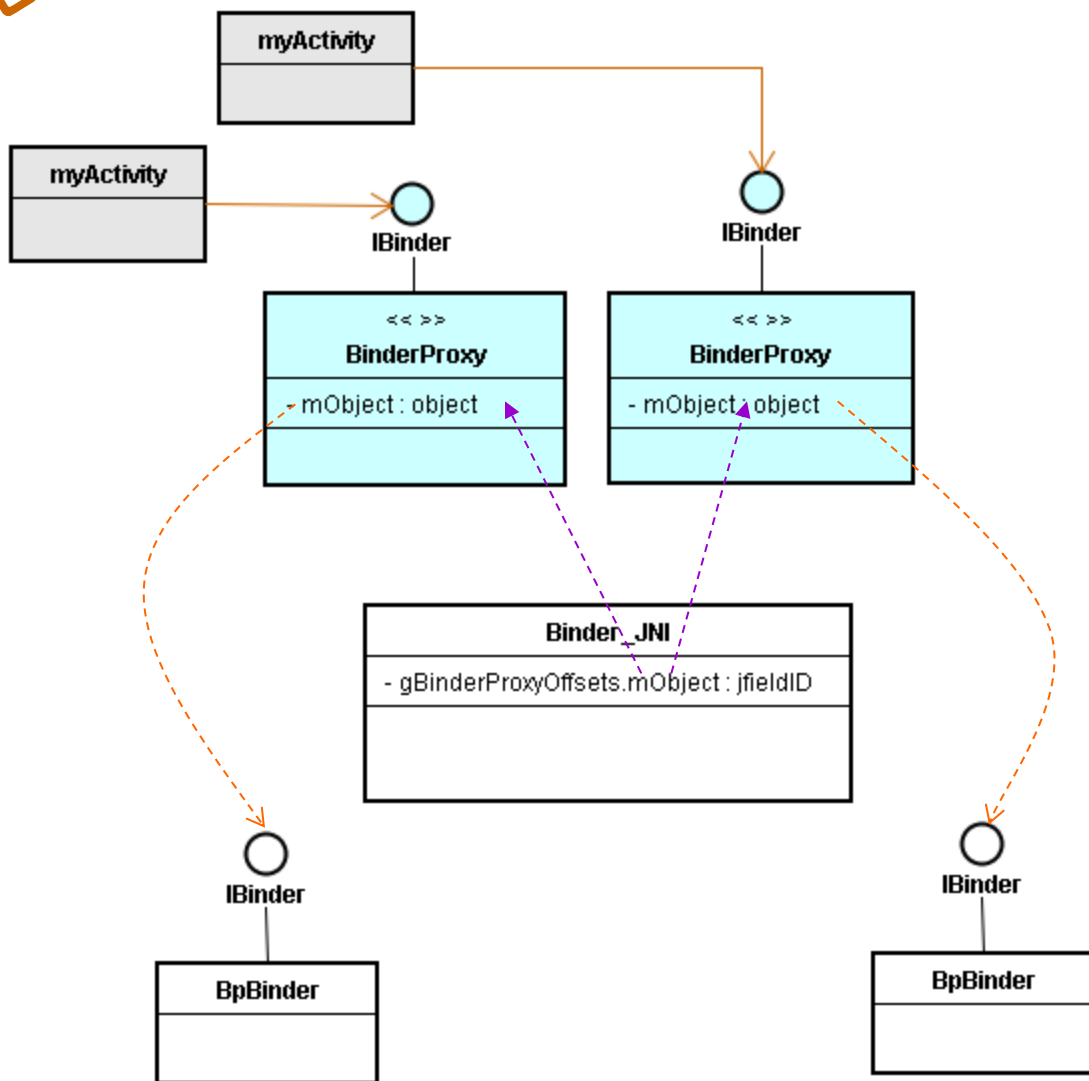 myActivity
myActivity
IBinder
IBinder
<< >>
BinderProxy
- mObject : object
<< >>
BinderProxy
- mObject : object
Binder_JNI
- gBinderProxyOffsets.mObject : jfieldID
IBinder
BpBinder
IBinder
BpBinder